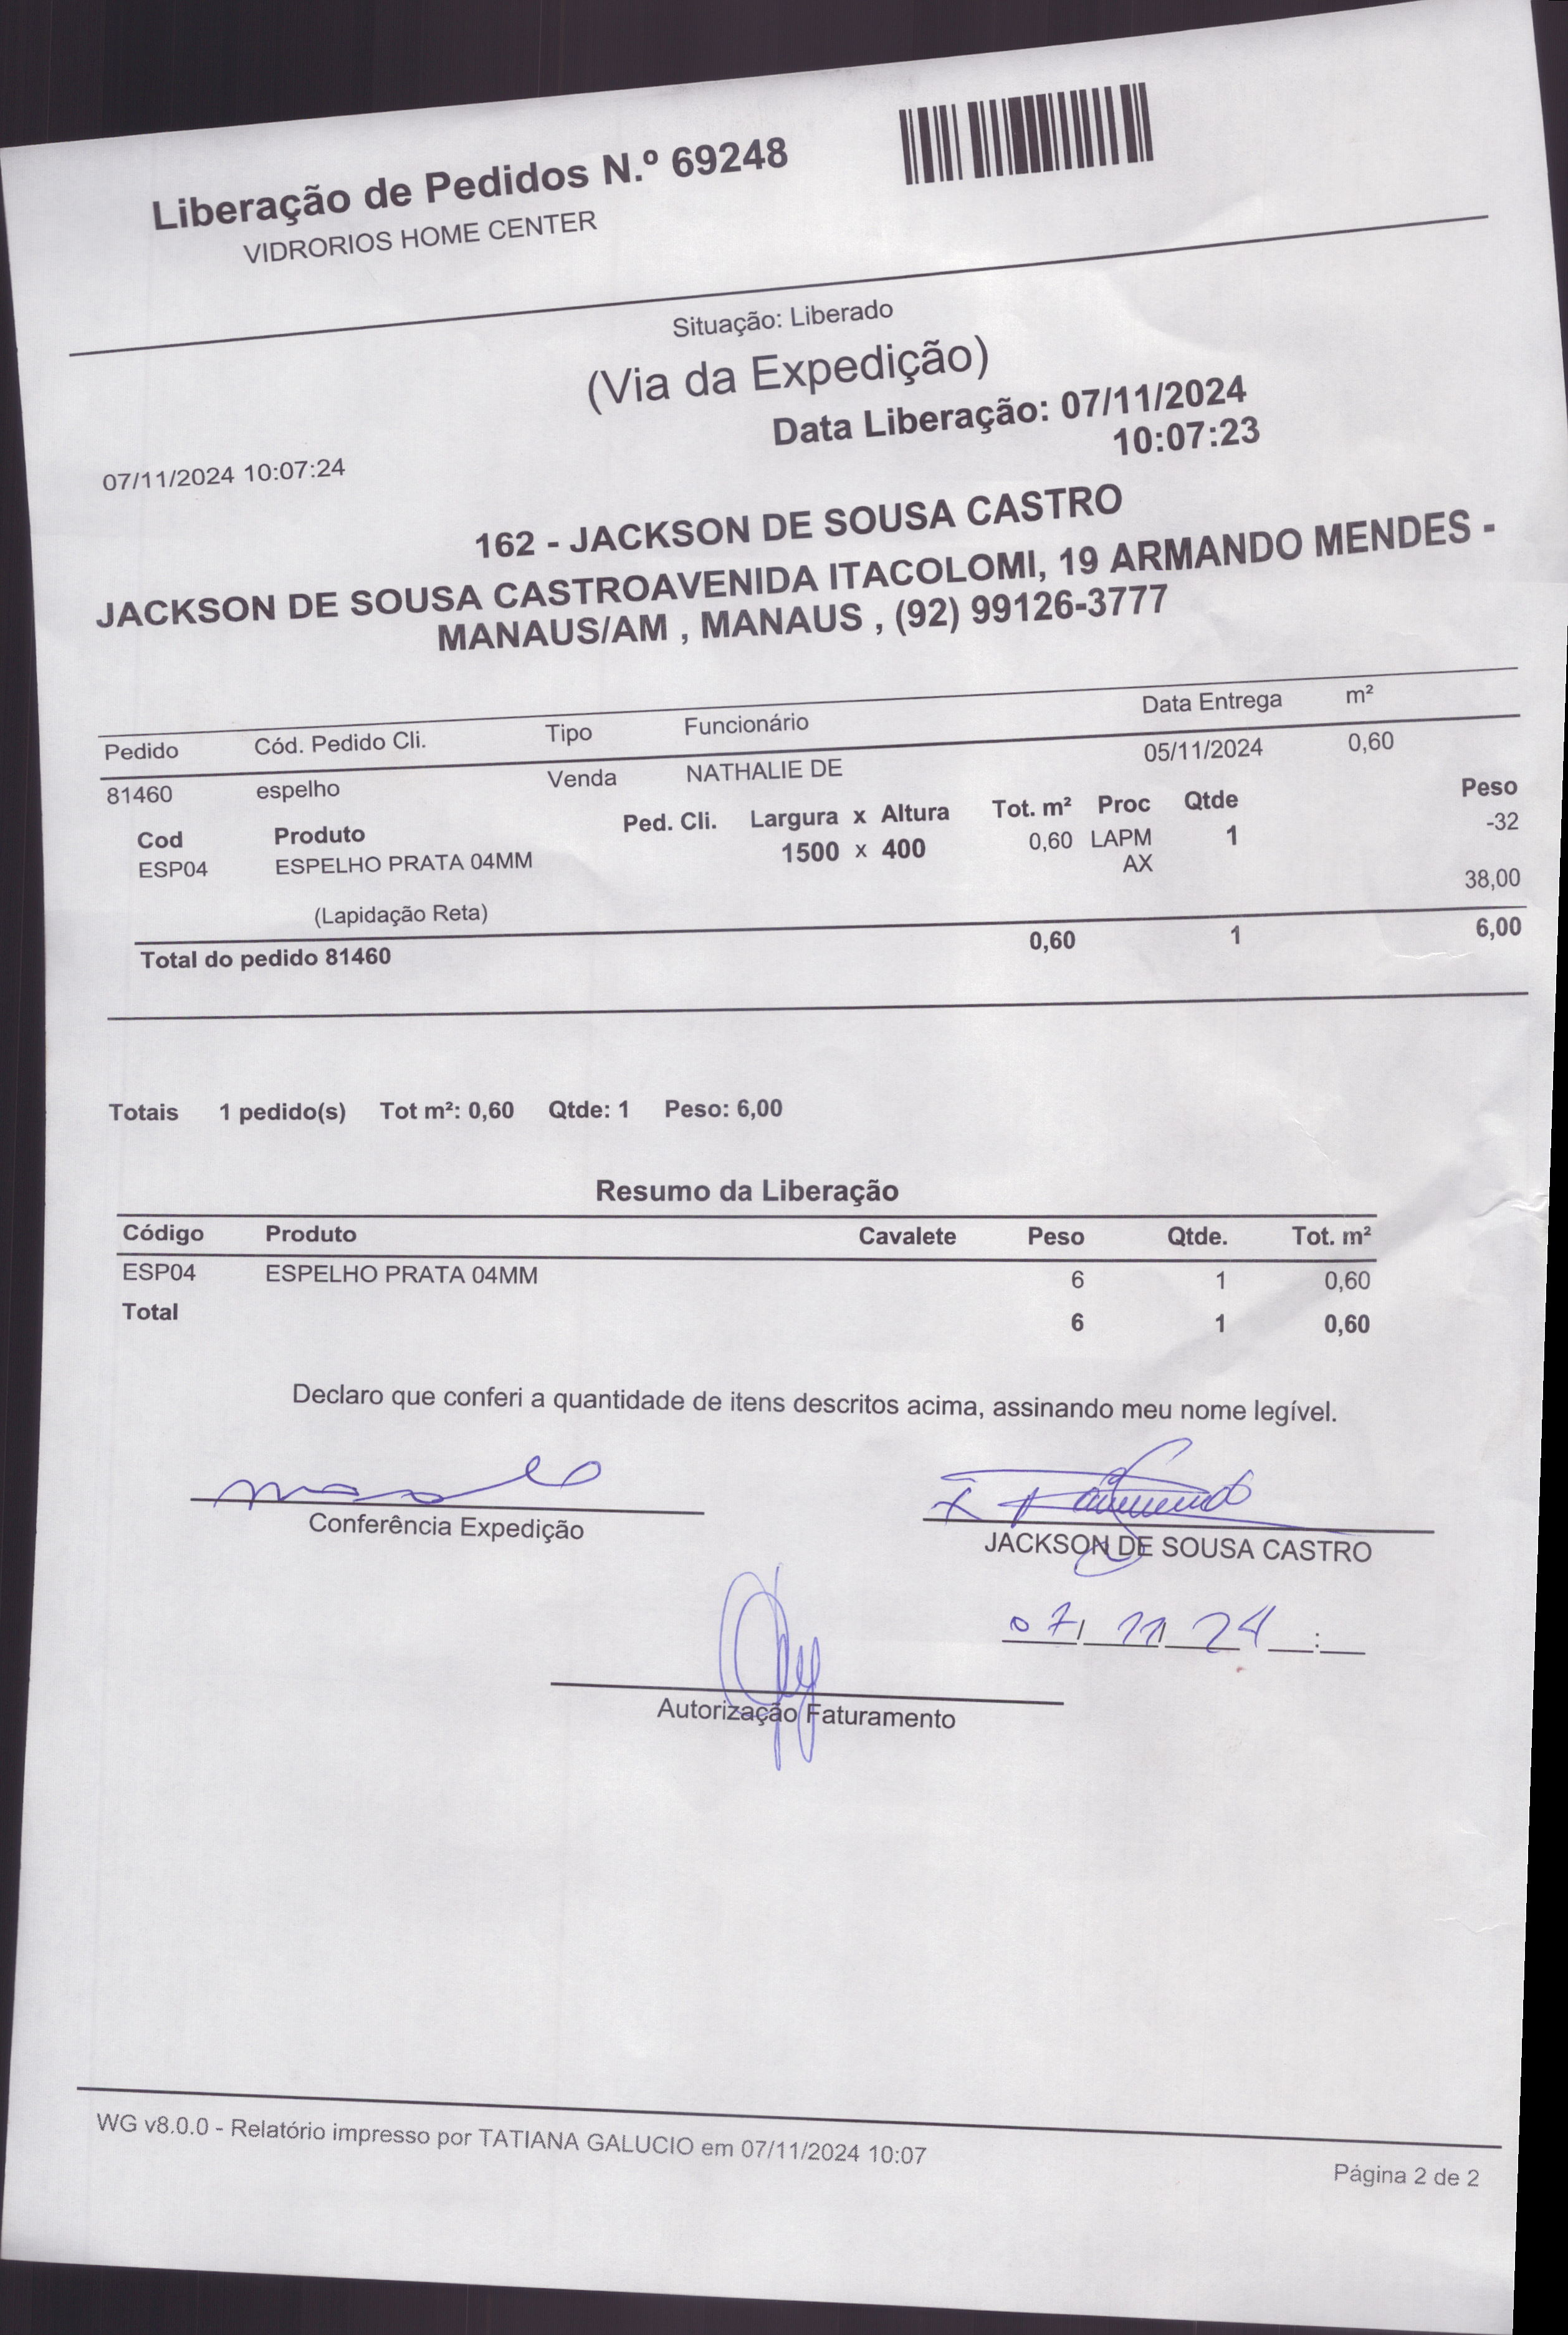 Liberação de Pedidos N.º 69248
VIDRORIOS HOME CENTER
Situação: Liberado
(Via da Expedição)
Data Liberação: 07/11/2024
10:07:23
07/11/2024 10:07:24
162 - JACKSON DE SOUSA CASTRO
JACKSON DE SOUSA CASTROAVENIDA ITACOLOMI, 19 ARMANDO MENDES -
MANAUS/AM , MANAUS , (92) 99126-3777
Pedido Cód. Pedido Cli. Tipo Funcionário Data Entrega m²
81460 espelho Venda NATHALIE DE 05/11/2024 0,60
Cod Produto Ped. Cli. Largura x Altura Tot. m² Proc Qtde Peso
ESP04 ESPELHO PRATA 04MM 1500 x 400 0,60 LAPM 1 -32
AX
(Lapidação Reta) 38,00
Total do pedido 81460 0,60 1 6,00
Totais 1 pedido(s) Tot m²: 0,60 Qtde: 1 Peso: 6,00
Resumo da Liberação
Código Produto Cavalete Peso Qtde. Tot. m²
ESP04 ESPELHO PRATA 04MM 6 1 0,60
Total 6 1 0,60
Declaro que conferi a quantidade de itens descritos acima, assinando meu nome legível.
Conferência Expedição
X
JACKSON DE SOUSA CASTRO
07/ 11/ 24 :
Autorização Faturamento
WG v8.0.0 - Relatório impresso por TATIANA GALUCIO em 07/11/2024 10:07
Página 2 de 2